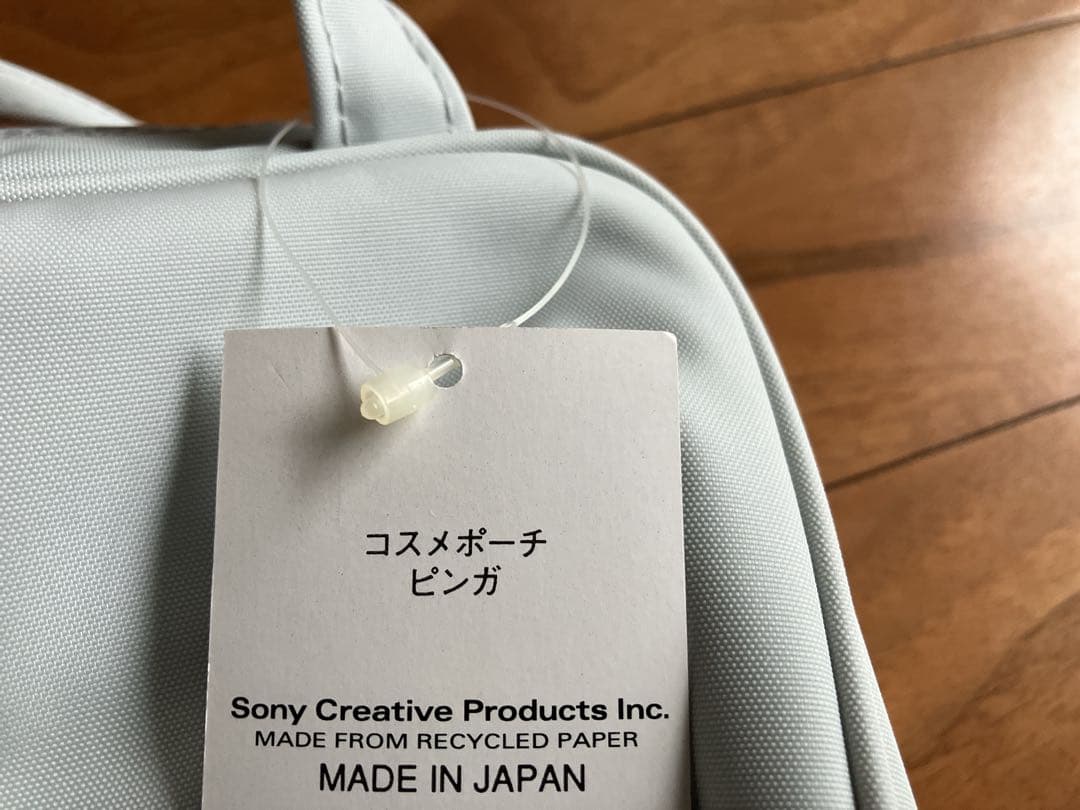 コスメポーチ
ピンガ
Sony Creative Products Inc.
MADE FROM RECYCLED PAPER
MADE IN JAPAN